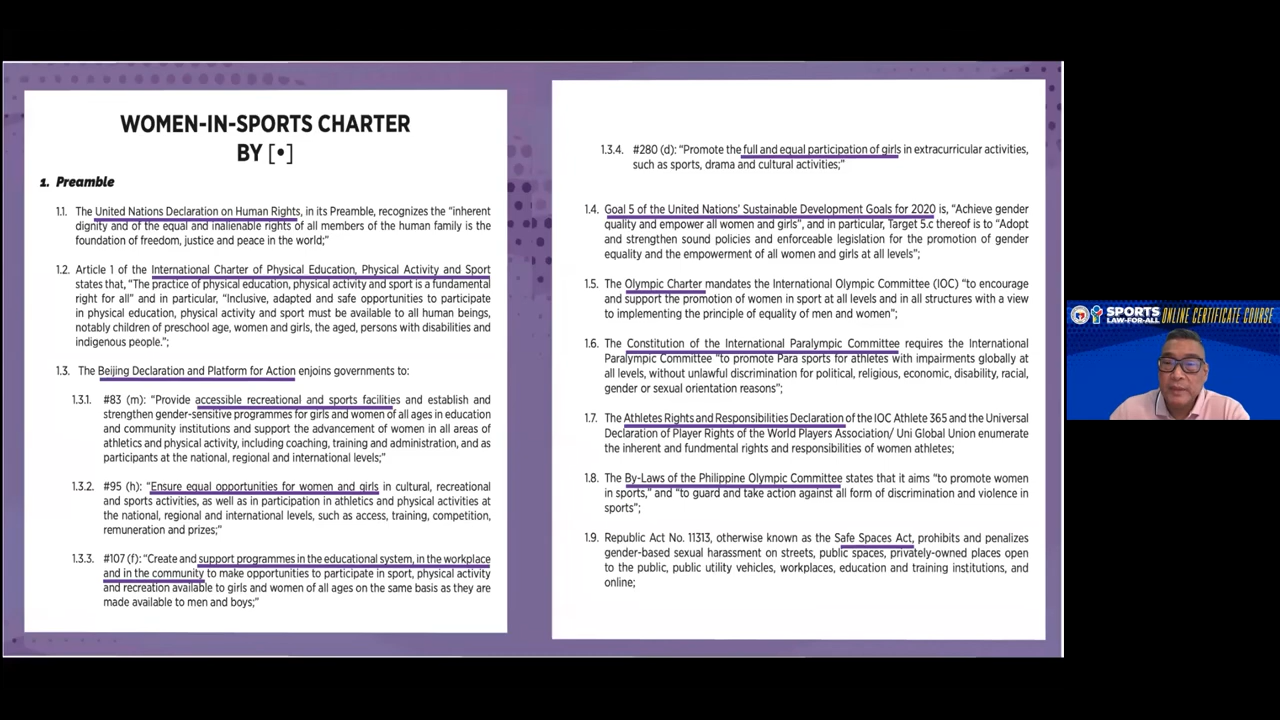 WOMEN-IN-SPORTS CHARTER
BY [•]
1. Preamble
1.1. The United Nations Declaration on Human Rights, in its Preamble, recognizes the “inherent
dignity and of the equal and inalienable rights of all members of the human family is the
foundation of freedom, justice and peace in the world;”
1.2. Article 1 of the International Charter of Physical Education, Physical Activity and Sport
states that, “The practice of physical education, physical activity and sport is a fundamental
right for all” and in particular, “Inclusive, adapted and safe opportunities to participate
in physical education, physical activity and sport must be available to all human beings,
notably children of preschool age, women and girls, the aged, persons with disabilities and
indigenous people.”;
1.3. The Beijing Declaration and Platform for Action enjoins governments to:
1.3.1. #83 (m): “Provide accessible recreational and sports facilities and establish and
strengthen gender-sensitive programmes for girls and women of all ages in education
and community institutions and support the advancement of women in all areas of
athletics and physical activity, including coaching, training and administration, and as
participants at the national, regional and international levels;”
1.3.2. #95 (h): “Ensure equal opportunities for women and girls in cultural, recreational
and sports activities, as well as in participation in athletics and physical activities at
the national, regional and international levels, such as access, training, competition,
remuneration and prizes;”
1.3.3. #107 (f): “Create and support programmes in the educational system, in the workplace
and in the community to make opportunities to participate in sport, physical activity
and recreation available to girls and women of all ages on the same basis as they are
made available to men and boys;”
1.3.4. #280 (d): “Promote the full and equal participation of girls in extracurricular activities,
such as sports, drama and cultural activities;”
1.4. Goal 5 of the United Nations’ Sustainable Development Goals for 2020 is, “Achieve gender
quality and empower all women and girls”, and in particular, Target 5.c thereof is to “Adopt
and strengthen sound policies and enforceable legislation for the promotion of gender
equality and the empowerment of all women and girls at all levels”;
1.5. The Olympic Charter mandates the International Olympic Committee (IOC) “to encourage
and support the promotion of women in sport at all levels and in all structures with a view
to implementing the principle of equality of men and women”;
1.6. The Constitution of the International Paralympic Committee requires the International
Paralympic Committee “to promote Para sports for athletes with impairments globally at
all levels, without unlawful discrimination for political, religious, economic, disability, racial,
gender or sexual orientation reasons”;
1.7. The Athletes Rights and Responsibilities Declaration of the IOC Athlete 365 and the Universal
Declaration of Player Rights of the World Players Association/ Uni Global Union enumerate
the inherent and fundmental rights and responsibilities of women athletes;
1.8. The By-Laws of the Philippine Olympic Committee states that it aims “to promote women
in sports,” and “to guard and take action against all form of discrimination and violence in
sports”;
1.9. Republic Act No. 11313, otherwise known as the Safe Spaces Act, prohibits and penalizes
gender-based sexual harassment on streets, public spaces, privately-owned places open
to the public, public utility vehicles, workplaces, education and training institutions, and
online;
SPORTS
LAW-FOR-ALL ONLINE CERTIFICATE COURSE